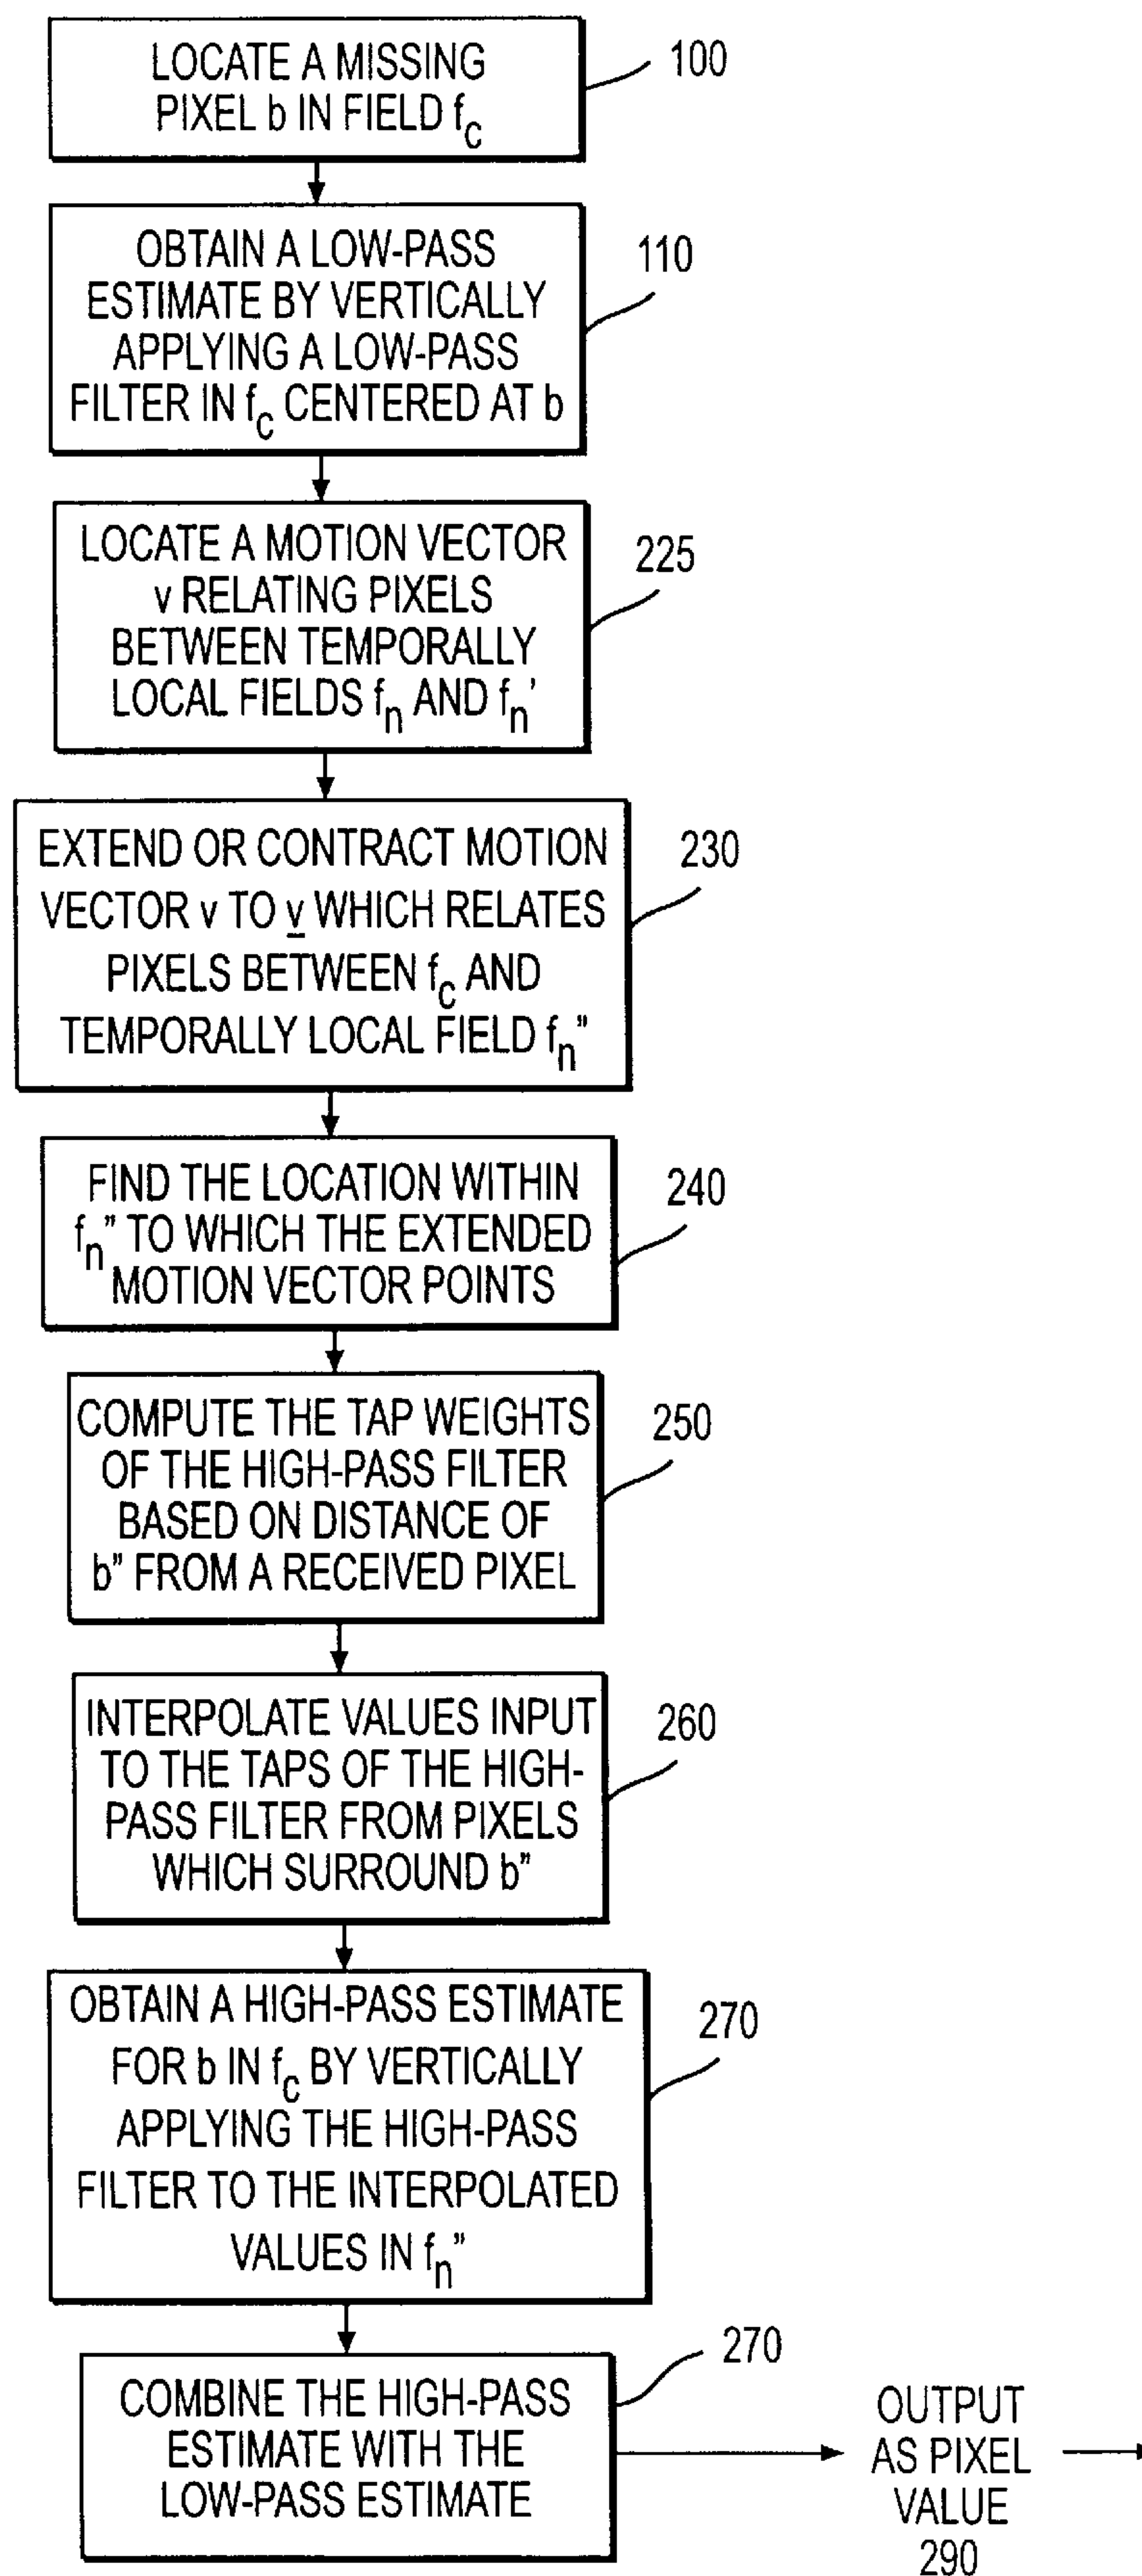 LOCATE A MISSING
PIXEL b IN FIELD fc
100
OBTAIN A LOW-PASS
ESTIMATE BY VERTICALLY
APPLYING A LOW-PASS
FILTER IN fc CENTERED AT b
110
LOCATE A MOTION VECTOR
v RELATING PIXELS
BETWEEN TEMPORALLY
LOCAL FIELDS fn AND fn'
225
EXTEND OR CONTRACT MOTION
VECTOR v TO v WHICH RELATES
PIXELS BETWEEN fc AND
TEMPORALLY LOCAL FIELD fn"
230
FIND THE LOCATION WITHIN
fn" TO WHICH THE EXTENDED
MOTION VECTOR POINTS
240
COMPUTE THE TAP WEIGHTS
OF THE HIGH-PASS FILTER
BASED ON DISTANCE OF
b" FROM A RECEIVED PIXEL
250
INTERPOLATE VALUES INPUT
TO THE TAPS OF THE HIGH-
PASS FILTER FROM PIXELS
WHICH SURROUND b"
260
OBTAIN A HIGH-PASS ESTIMATE
FOR b IN fc BY VERTICALLY
APPLYING THE HIGH-PASS
FILTER TO THE INTERPOLATED
VALUES IN fn"
270
COMBINE THE HIGH-PASS
ESTIMATE WITH THE
LOW-PASS ESTIMATE
270
OUTPUT
AS PIXEL
VALUE
290